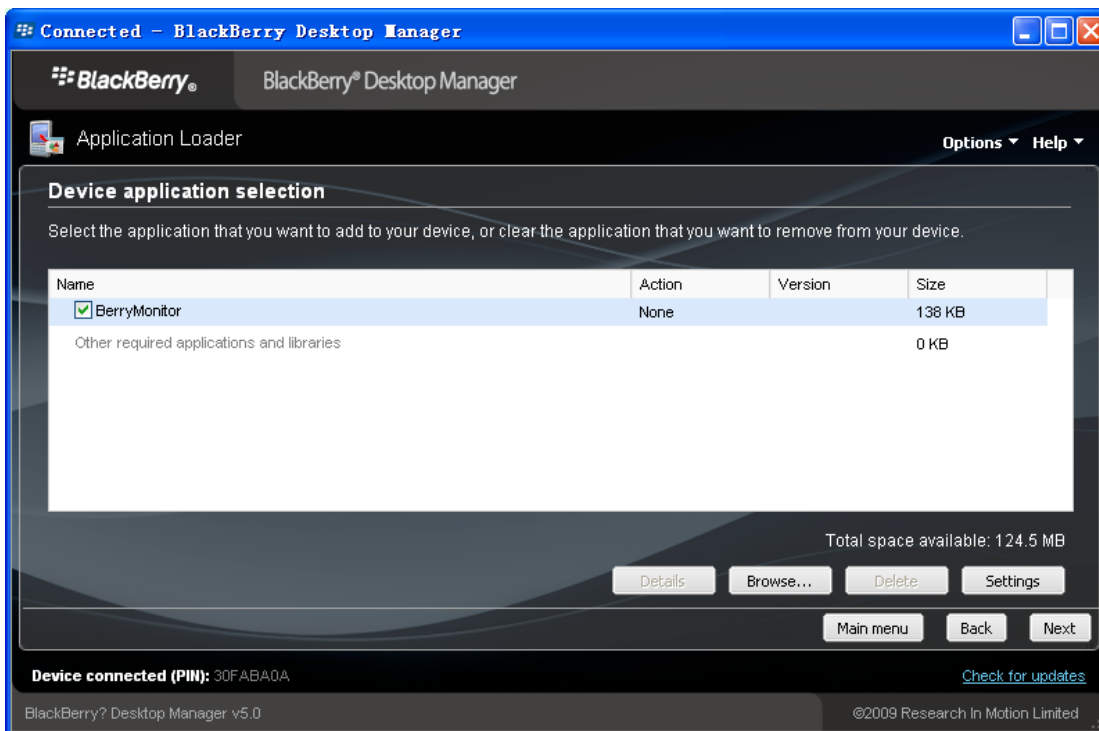 Connected - BlackBerry Desktop Manager
BlackBerry® BlackBerry® Desktop Manager
Application Loader Options Help
Device application selection
Select the application that you want to add to your device, or clear the application that you want to remove from your device.
Name Action Version Size
BerryMonitor None 138 KB
Other required applications and libraries 0 KB
Total space available: 124.5 MB
Details Browse... Delete Settings
Main menu Back Next
Device connected (PIN): 30FABA0A Check for updates
BlackBerry? Desktop Manager v5.0 ©2009 Research In Motion Limited